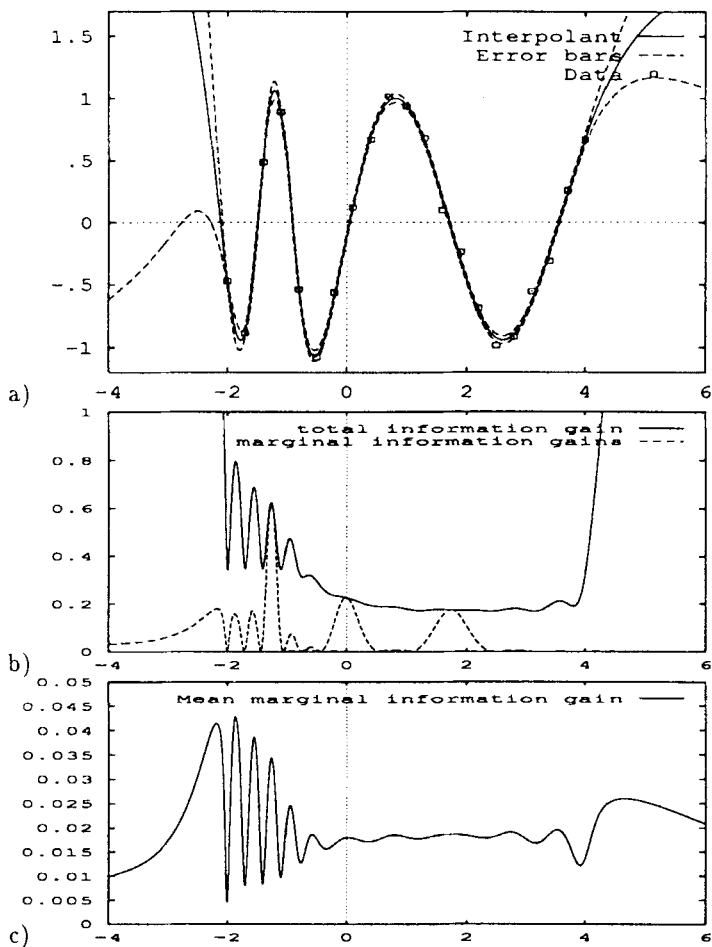 1.5
1
.5
0
-.5
-1
Interpolant
Error bars
Data
-4 -2 0 2 4 6
a)
1
0.8
0.6
0.4
0.2
0
total information gain
marginal information gains
-4 -2 0 2 4 6
b)
0.05
0.045
0.04
0.035
0.03
0.025
0.02
0.015
0.01
0.005
0
Mean marginal information gain
-4 -2 0 2 4 6
c)